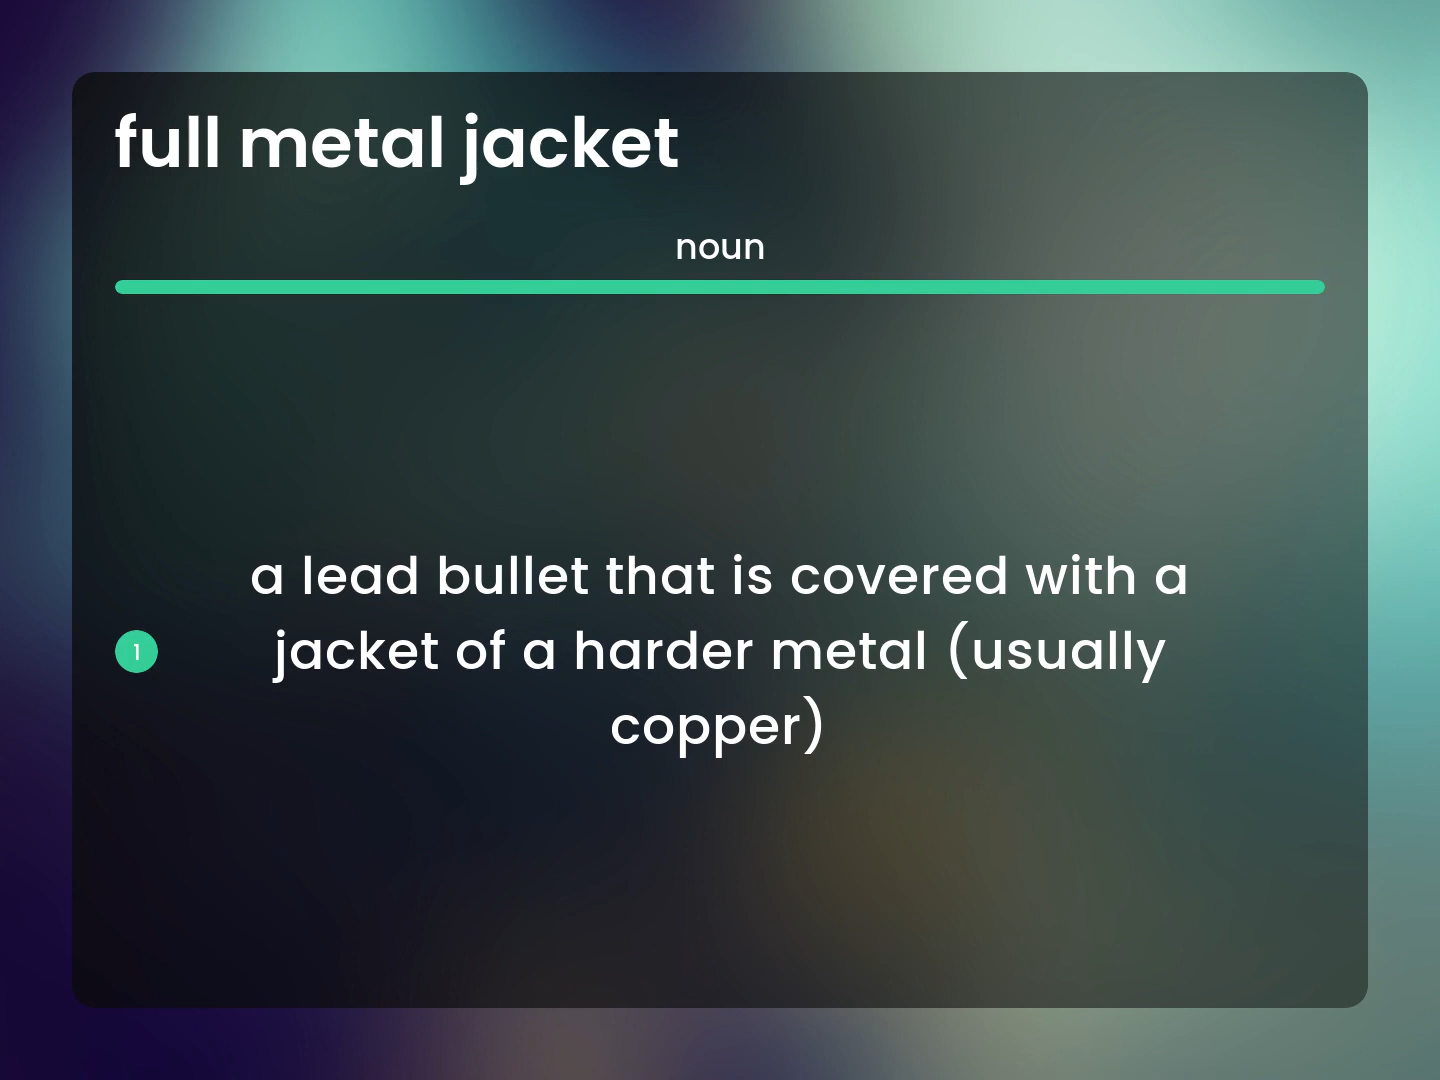 full metal jacket
noun
a lead bullet that is covered with a
1
jacket of a harder metal (usually
copper)